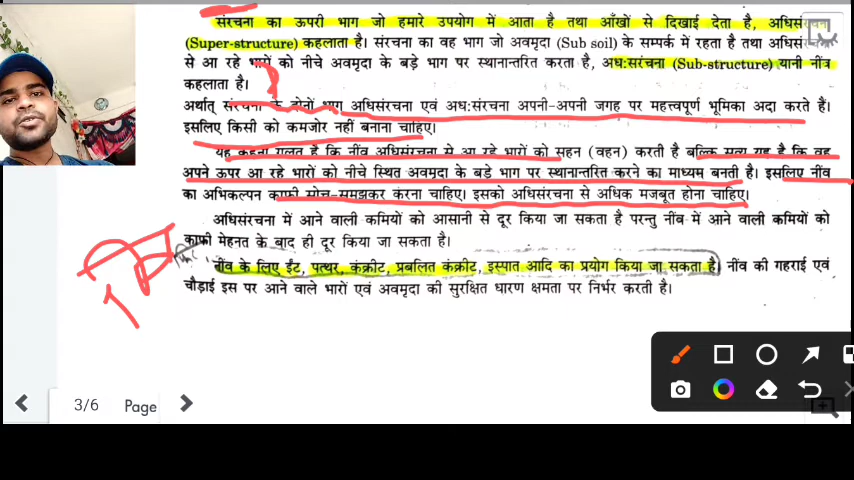 संरचना का ऊपरी भाग जो हमारे उपयोग में आता है तथा आँखों से दिखाई देता है, अधिसंरचना
(Super-structure) कहलाता है। संरचना का वह भाग जो अवमृदा (Sub soil) के सम्पर्क में रहता है तथा
से आ रहे भारों को नीचे अवमृदा के बड़े भाग पर स्थानान्तरित करता है, अध:संरचना (Sub-structure) यानी नींव
कहलाता है।
अर्थात् संरचना के दोनों भाग अधिसंरचना एवं अध:संरचना अपनी-अपनी जगह पर महत्त्वपूर्ण भूमिका अदा करते हैं।
इसलिए किसी को कमजोर नहीं बनाना चाहिए।
यह कहना गलत है कि नींव अधिसंरचना से आ रहे भारों को सहन (वहन) करती है बल्कि सत्य यह है कि वह
अपने ऊपर आ रहे भारों को नीचे स्थित अवमृदा के बड़े भाग पर स्थानान्तरित करने का माध्यम बनती है। इसलिए नींव
का अभिकल्पन काफी सोच-समझकर करना चाहिए। इसको अधिसंरचना से अधिक मजबूत होना चाहिए।
अधिसंरचना में आने वाली कमियों को आसानी से दूर किया जा सकता है परन्तु नींव में आने वाली कमियों को
काफी मेहनत के बाद ही दूर किया जा सकता है।
नींव के लिए ईंट, पत्थर, कंक्रीट, प्रबलित कंक्रीट, इस्पात आदि का प्रयोग किया जा सकता है। नींव की गहराई एवं
चौड़ाई इस पर आने वाले भारों एवं अवमृदा की सुरक्षित धारण क्षमता पर निर्भर करती है।
3/6 Page